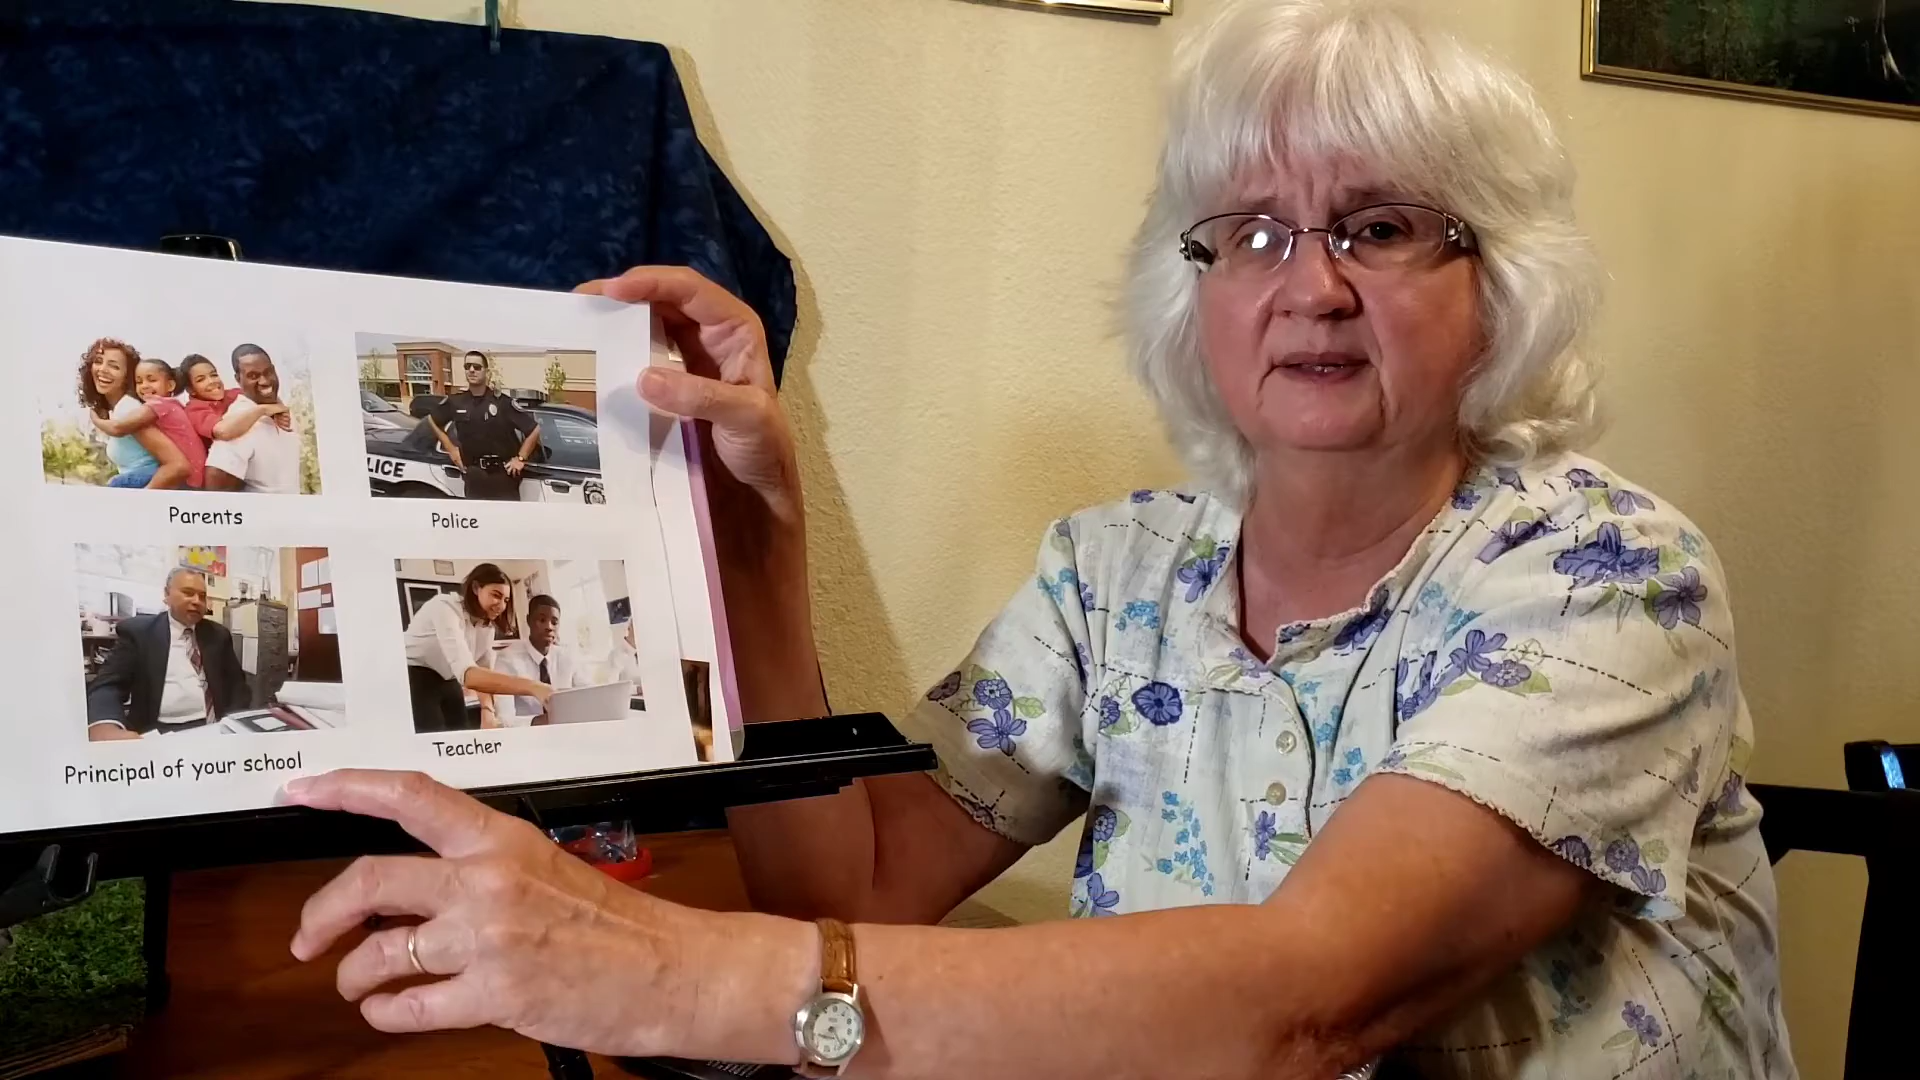 Parents
Police
LICE
Principal of your school
Teacher